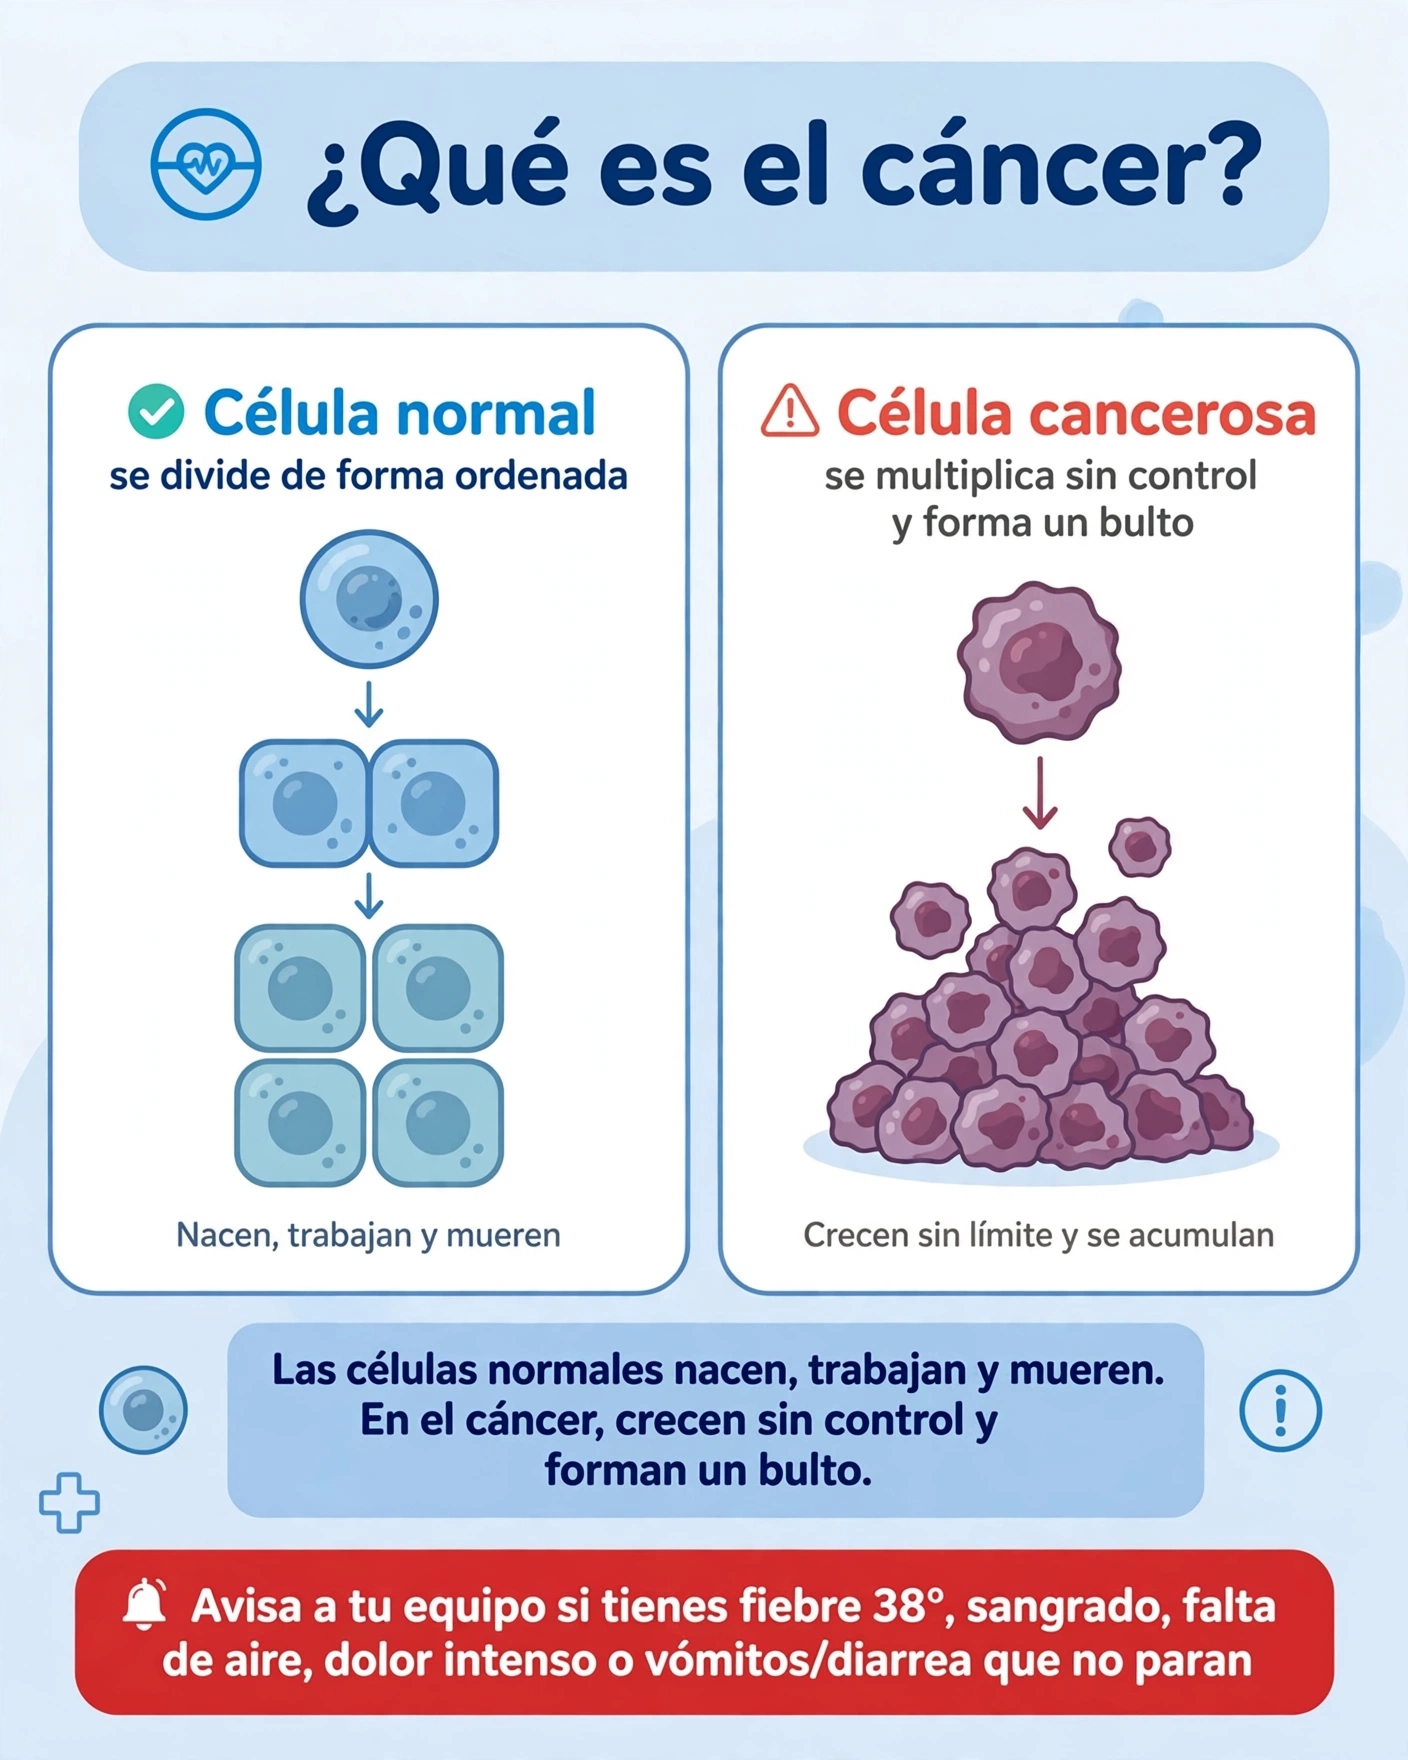 ¿Qué es el cáncer?
Célula normal
se divide de forma ordenada
Nacen, trabajan y mueren
Célula cancerosa
se multiplica sin control
y forma un bulto
Crecen sin límite y se acumulan
Las células normales nacen, trabajan y mueren.
En el cáncer, crecen sin control y
forman un bulto.
Avisa a tu equipo si tienes fiebre 38°, sangrado, falta
de aire, dolor intenso o vómitos/diarrea que no paran